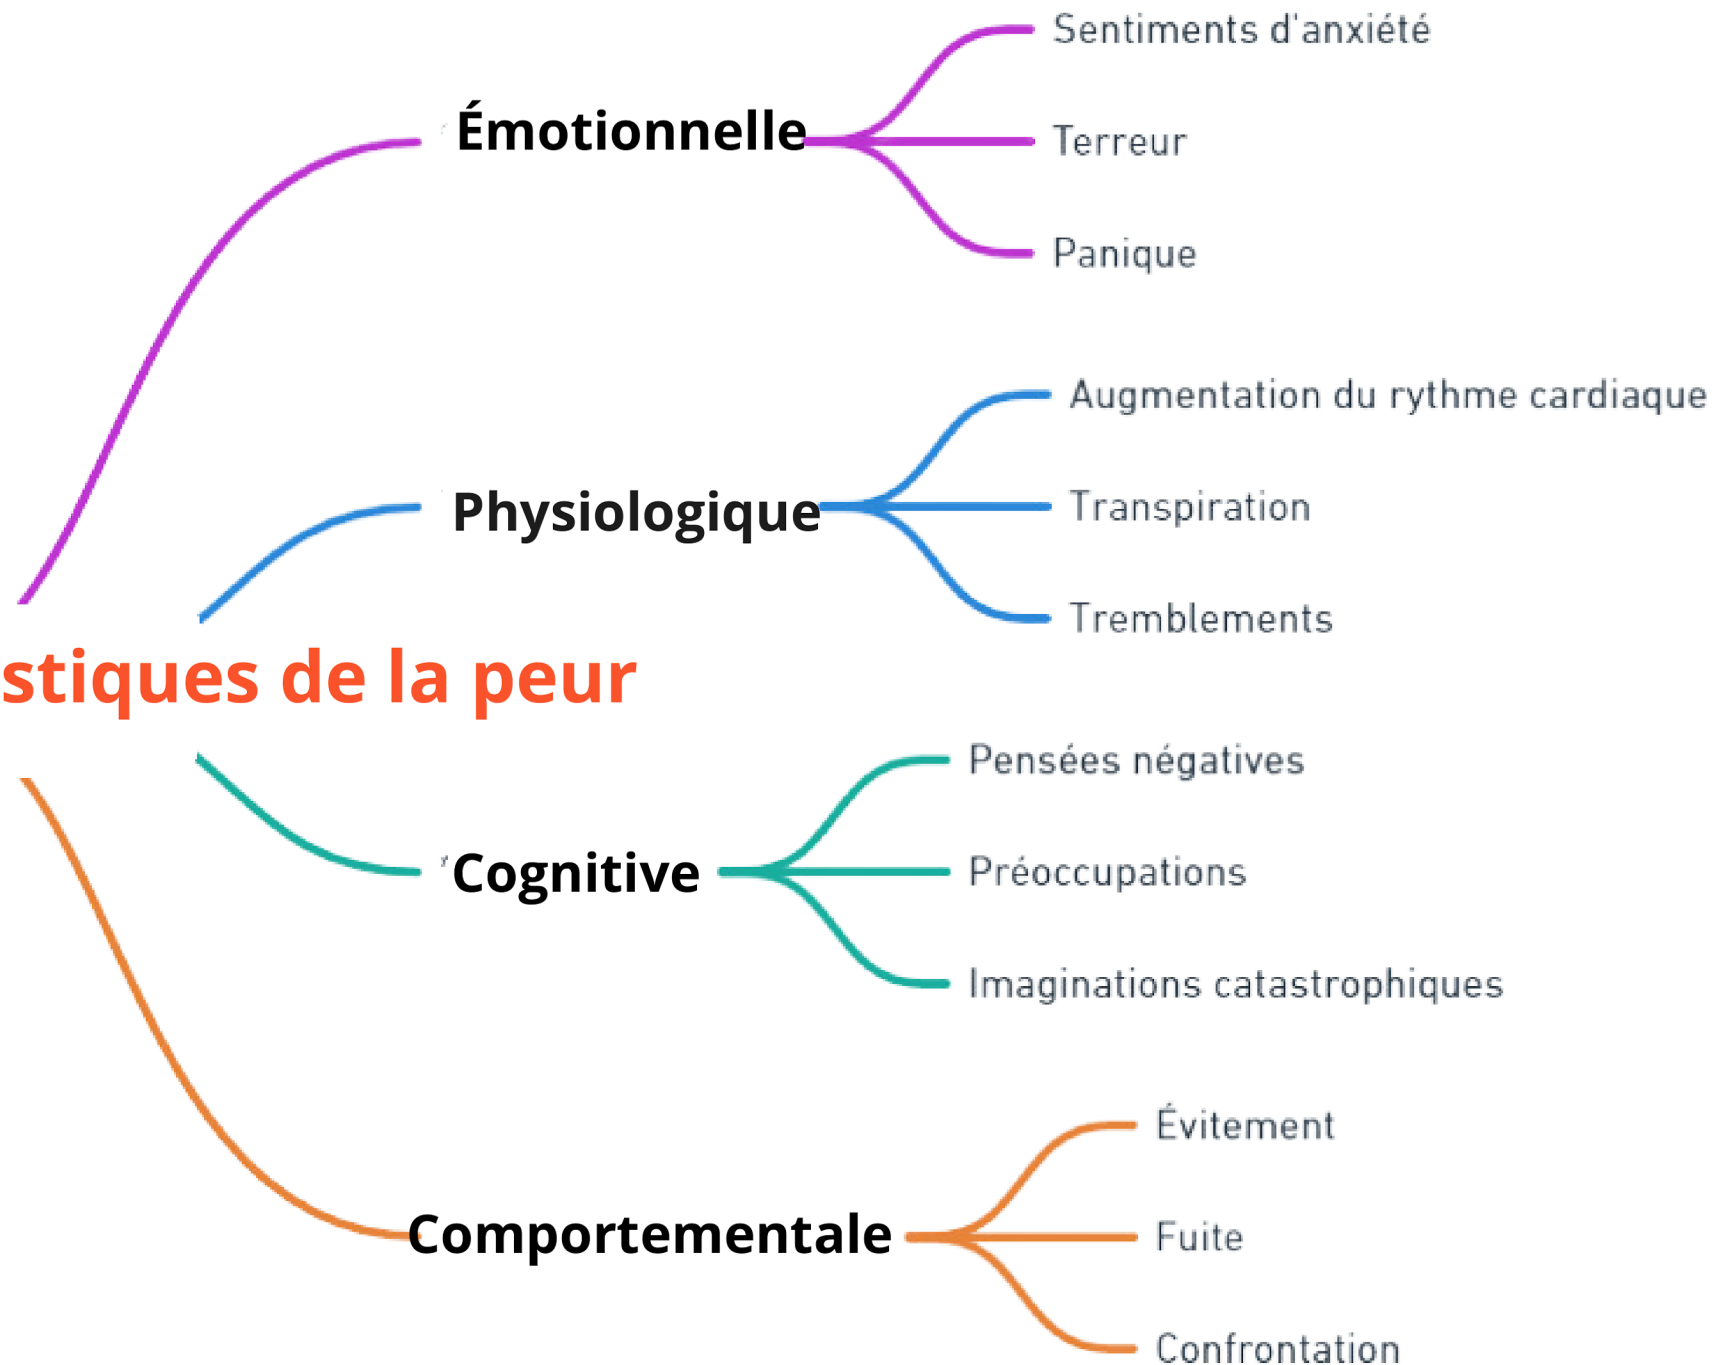 Sentiments d'anxiété
Émotionnelle
Terreur
Panique
Augmentation du rythme cardiaque
Physiologique
Transpiration
Tremblements
stiques de la peur
Pensées négatives
Cognitive
Préoccupations
Imaginations catastrophiques
Évitement
Comportementale
Fuite
Confrontation